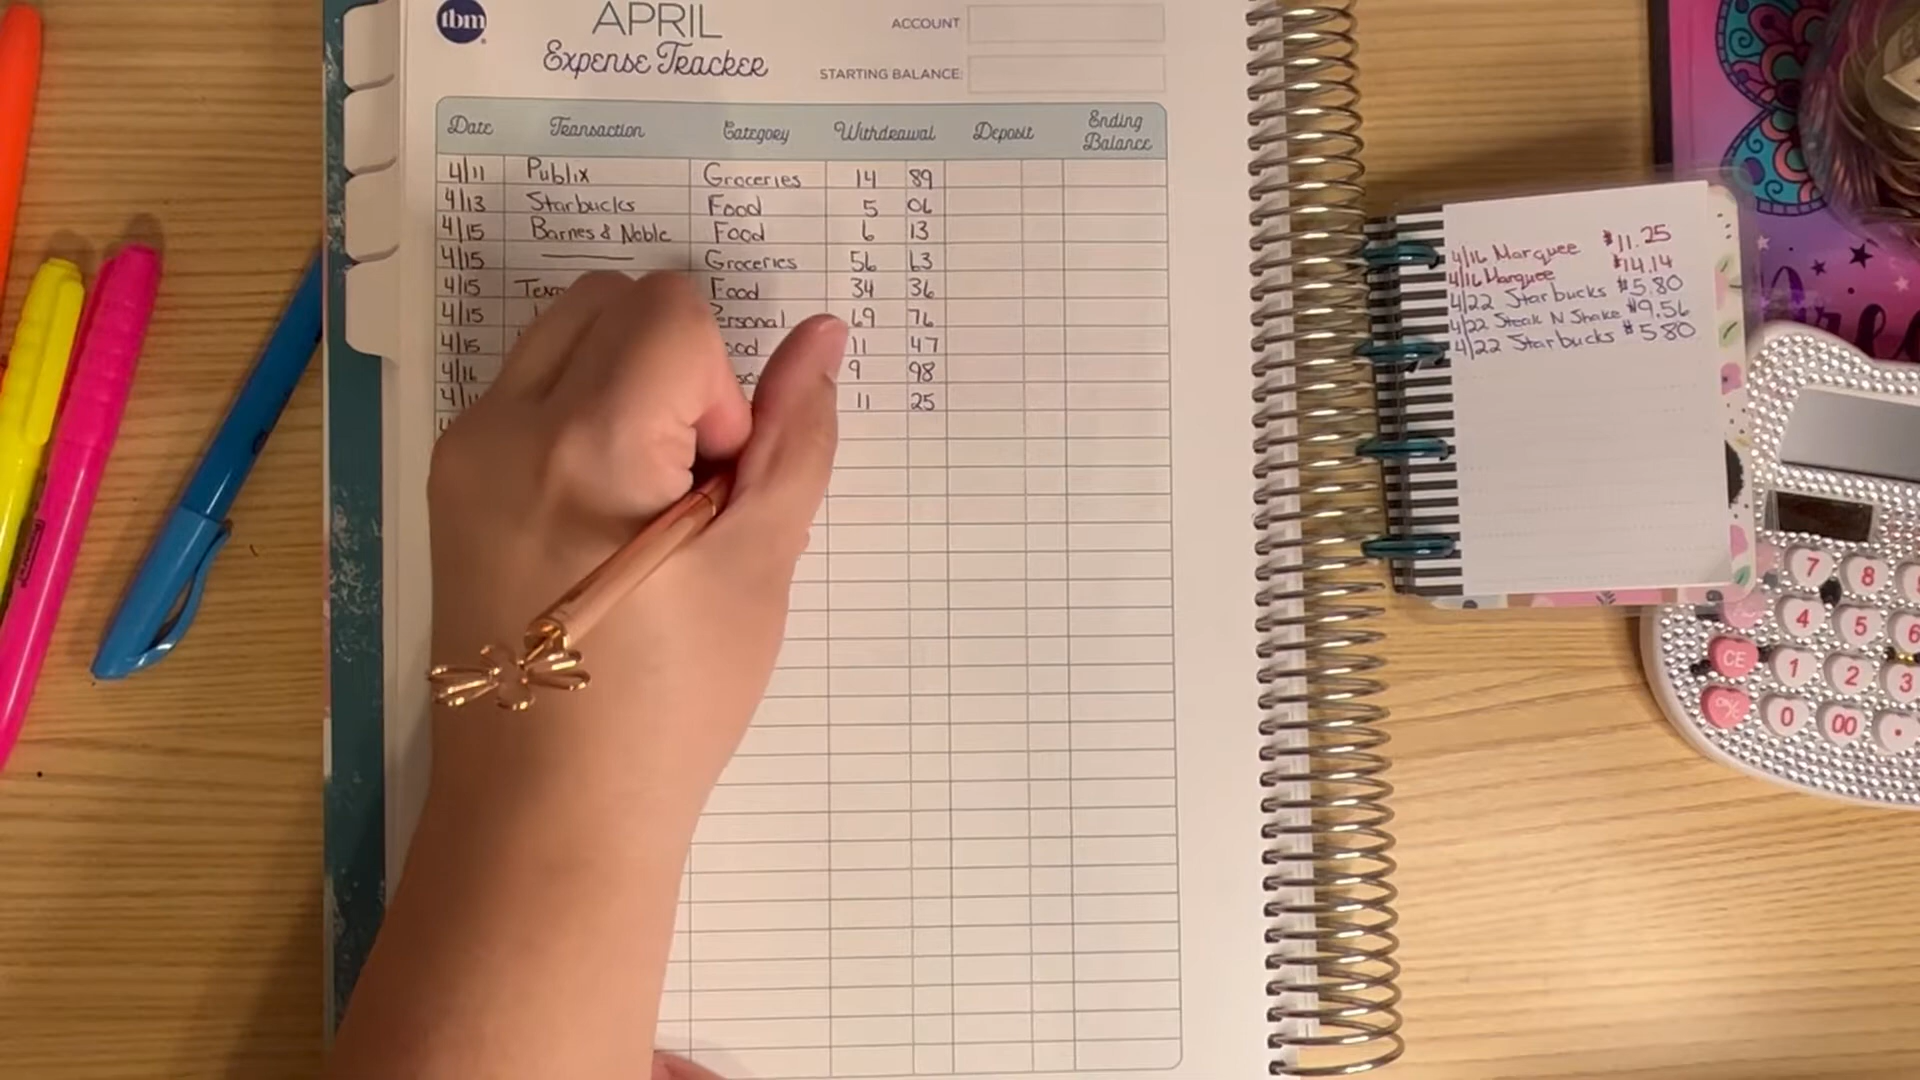 tbm
APRIL
Expense Tracker
ACCOUNT
STARTING BALANCE:
Date Transaction Category Withdrawal Deposit Ending Balance
4/11 Publix Groceries 14 89
4/13 Starbucks Food 5 06
4/15 Barnes & Noble Food 6 13
4/15 Groceries 56 63
4/15 Food 34 36
4/15 Personal 69 76
4/15 11 47
4/16 9 98
11 25
4/16 Marquee $11.25
4/16 Marquee $14.14
4/22 Starbucks $5.80
4/22 Steak N Shake $9.56
4/22 Starbucks $5.80
7 8
4 5 6
CE 1 2 3
% 0 00 .